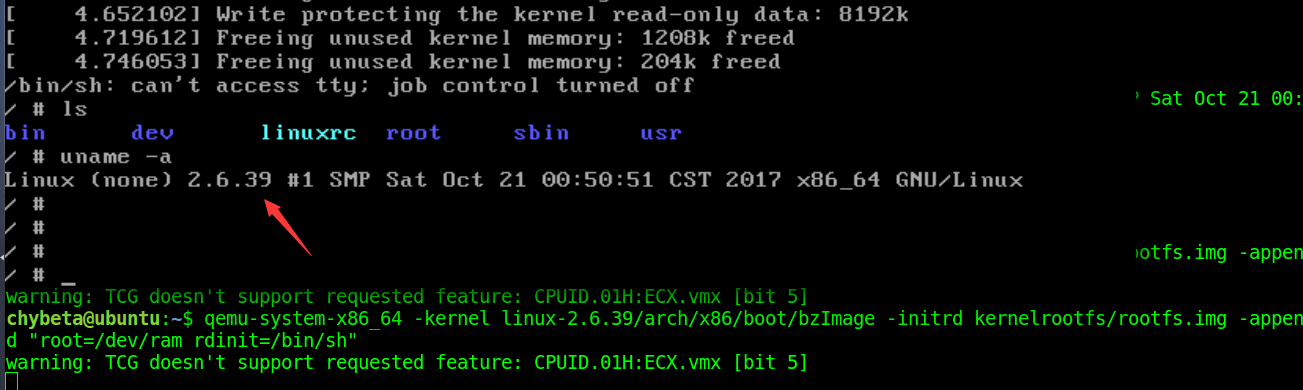 [    4.652102] Write protecting the kernel read-only data: 8192k
[    4.719612] Freeing unused kernel memory: 1208k freed
[    4.746053] Freeing unused kernel memory: 204k freed
/bin/sh: can't access tty; job control turned off
/ # ls
bin       dev       linuxrc   root      sbin      usr
/ # uname -a
Linux (none) 2.6.39 #1 SMP Sat Oct 21 00:50:51 CST 2017 x86_64 GNU/Linux
/ #
/ #
/ #
/ # _
Sat Oct 21 00:
otfs.img -appen
warning: TCG doesn't support requested feature: CPUID.01H:ECX.vmx [bit 5]
chybeta@ubuntu:~$ qemu-system-x86_64 -kernel linux-2.6.39/arch/x86/boot/bzImage -initrd kernelrootfs/rootfs.img -appen
d "root=/dev/ram rdinit=/bin/sh"
warning: TCG doesn't support requested feature: CPUID.01H:ECX.vmx [bit 5]